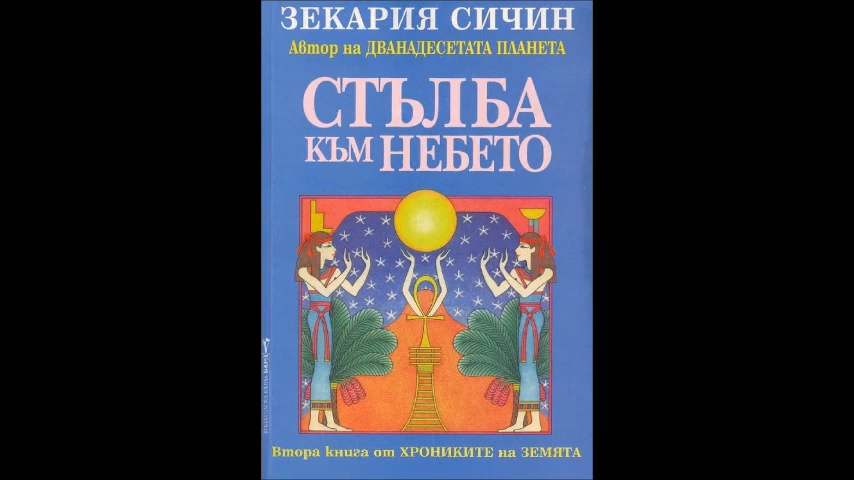 ЗЕКАРИЯ СИЧИН
Автор на ДВАНАДЕСЕТАТА ПЛАНЕТА
СТЪЛБА
КЪМ НЕБЕТО
Втора книга от ХРОНИКИТЕ на ЗЕМЯТА